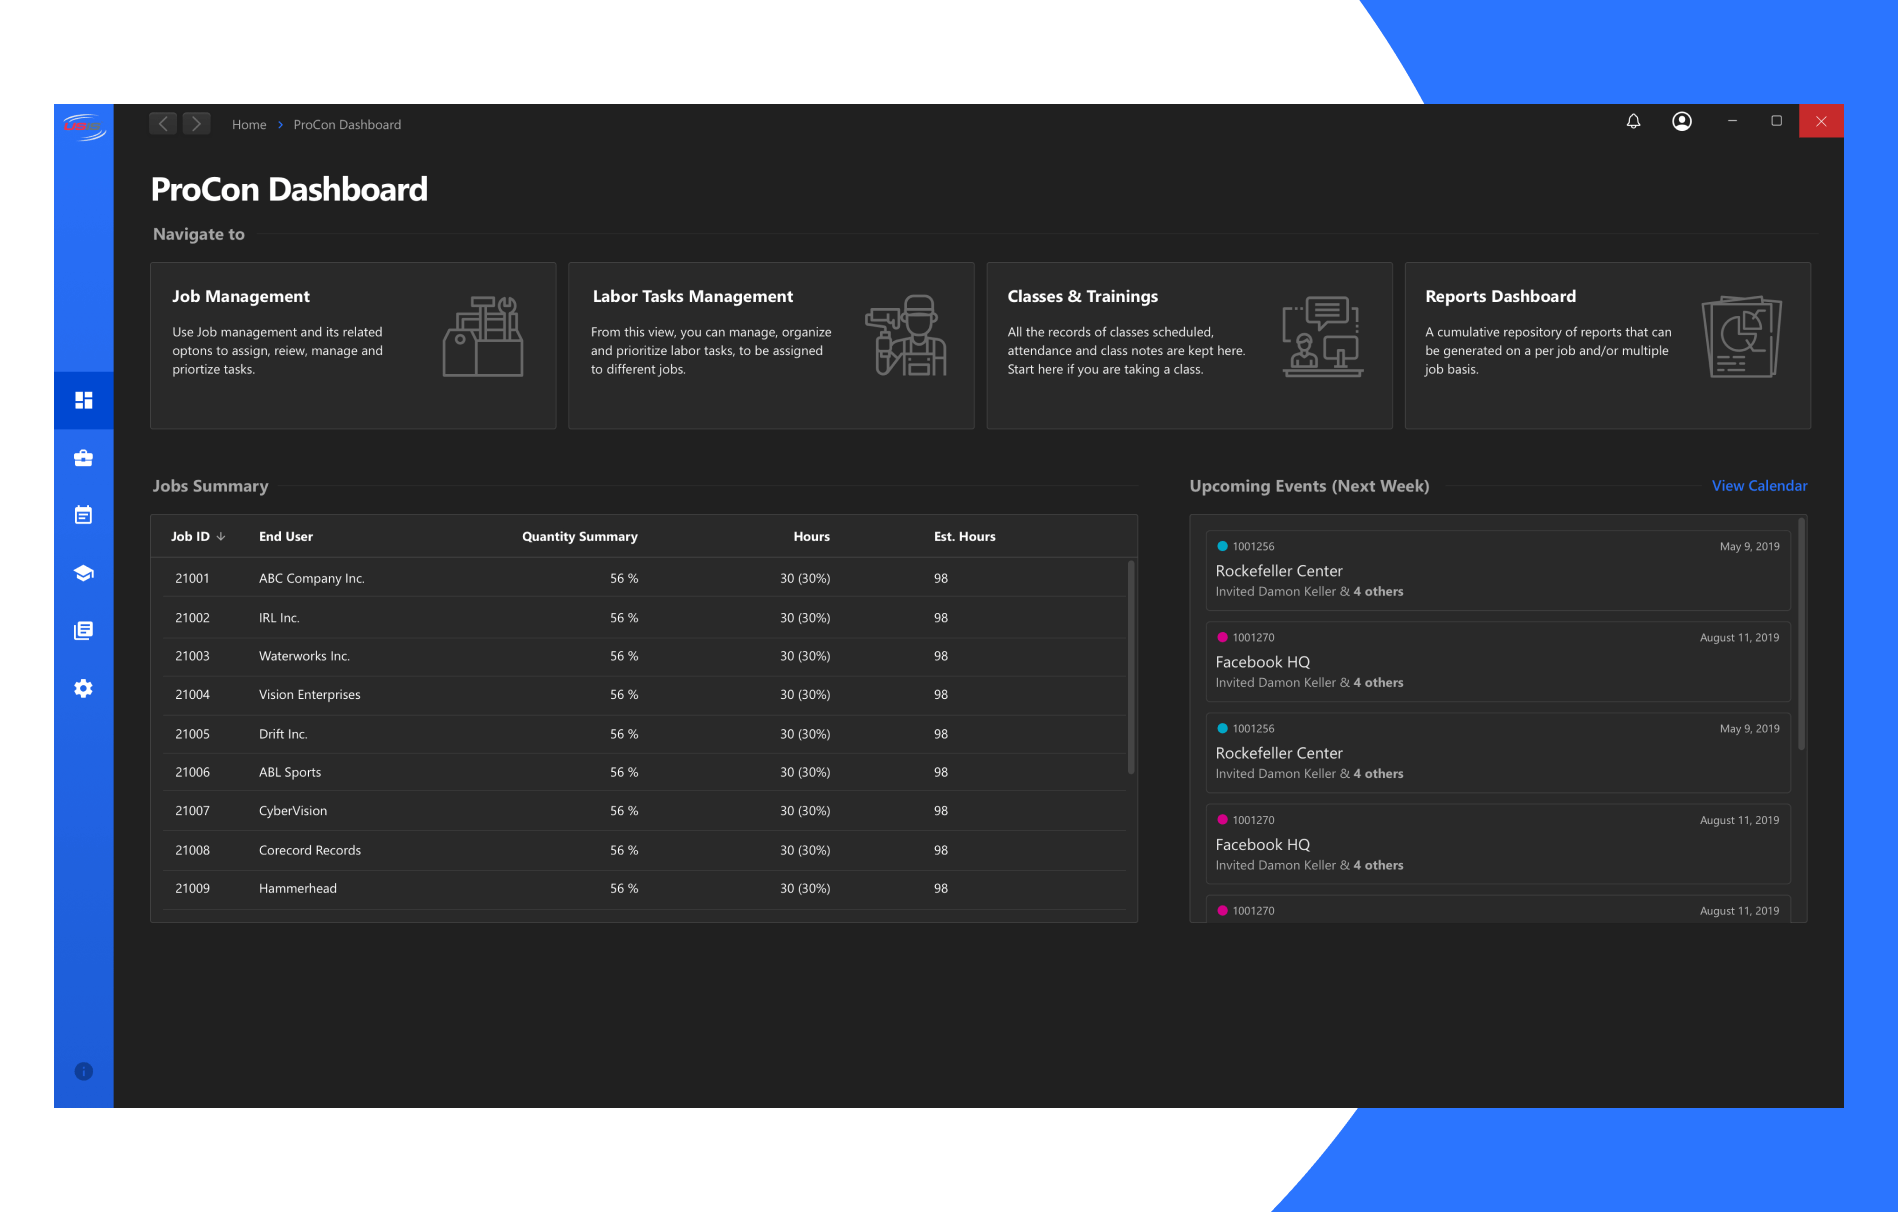 Home > ProCon Dashboard
ProCon Dashboard
Navigate to
Job Management
Use Job management and its related
optons to assign, reiew, manage and
priortize tasks.
Labor Tasks Management
From this view, you can manage, organize
and prioritize labor tasks, to be assigned
to different jobs.
Classes & Trainings
All the records of classes scheduled,
attendance and class notes are kept here.
Start here if you are taking a class.
Reports Dashboard
A cumulative repository of reports that can
be generated on a per job and/or multiple
job basis.
Jobs Summary
Job ID End User Quantity Summary Hours Est. Hours
21001 ABC Company Inc. 56 % 30 (30%) 98
21002 IRL Inc. 56 % 30 (30%) 98
21003 Waterworks Inc. 56 % 30 (30%) 98
21004 Vision Enterprises 56 % 30 (30%) 98
21005 Drift Inc. 56 % 30 (30%) 98
21006 ABL Sports 56 % 30 (30%) 98
21007 CyberVision 56 % 30 (30%) 98
21008 Corecord Records 56 % 30 (30%) 98
21009 Hammerhead 56 % 30 (30%) 98
Upcoming Events (Next Week) View Calendar
1001256 May 9, 2019
Rockefeller Center
Invited Damon Keller & 4 others
1001270 August 11, 2019
Facebook HQ
Invited Damon Keller & 4 others
1001256 May 9, 2019
Rockefeller Center
Invited Damon Keller & 4 others
1001270 August 11, 2019
Facebook HQ
Invited Damon Keller & 4 others
1001270 August 11, 2019